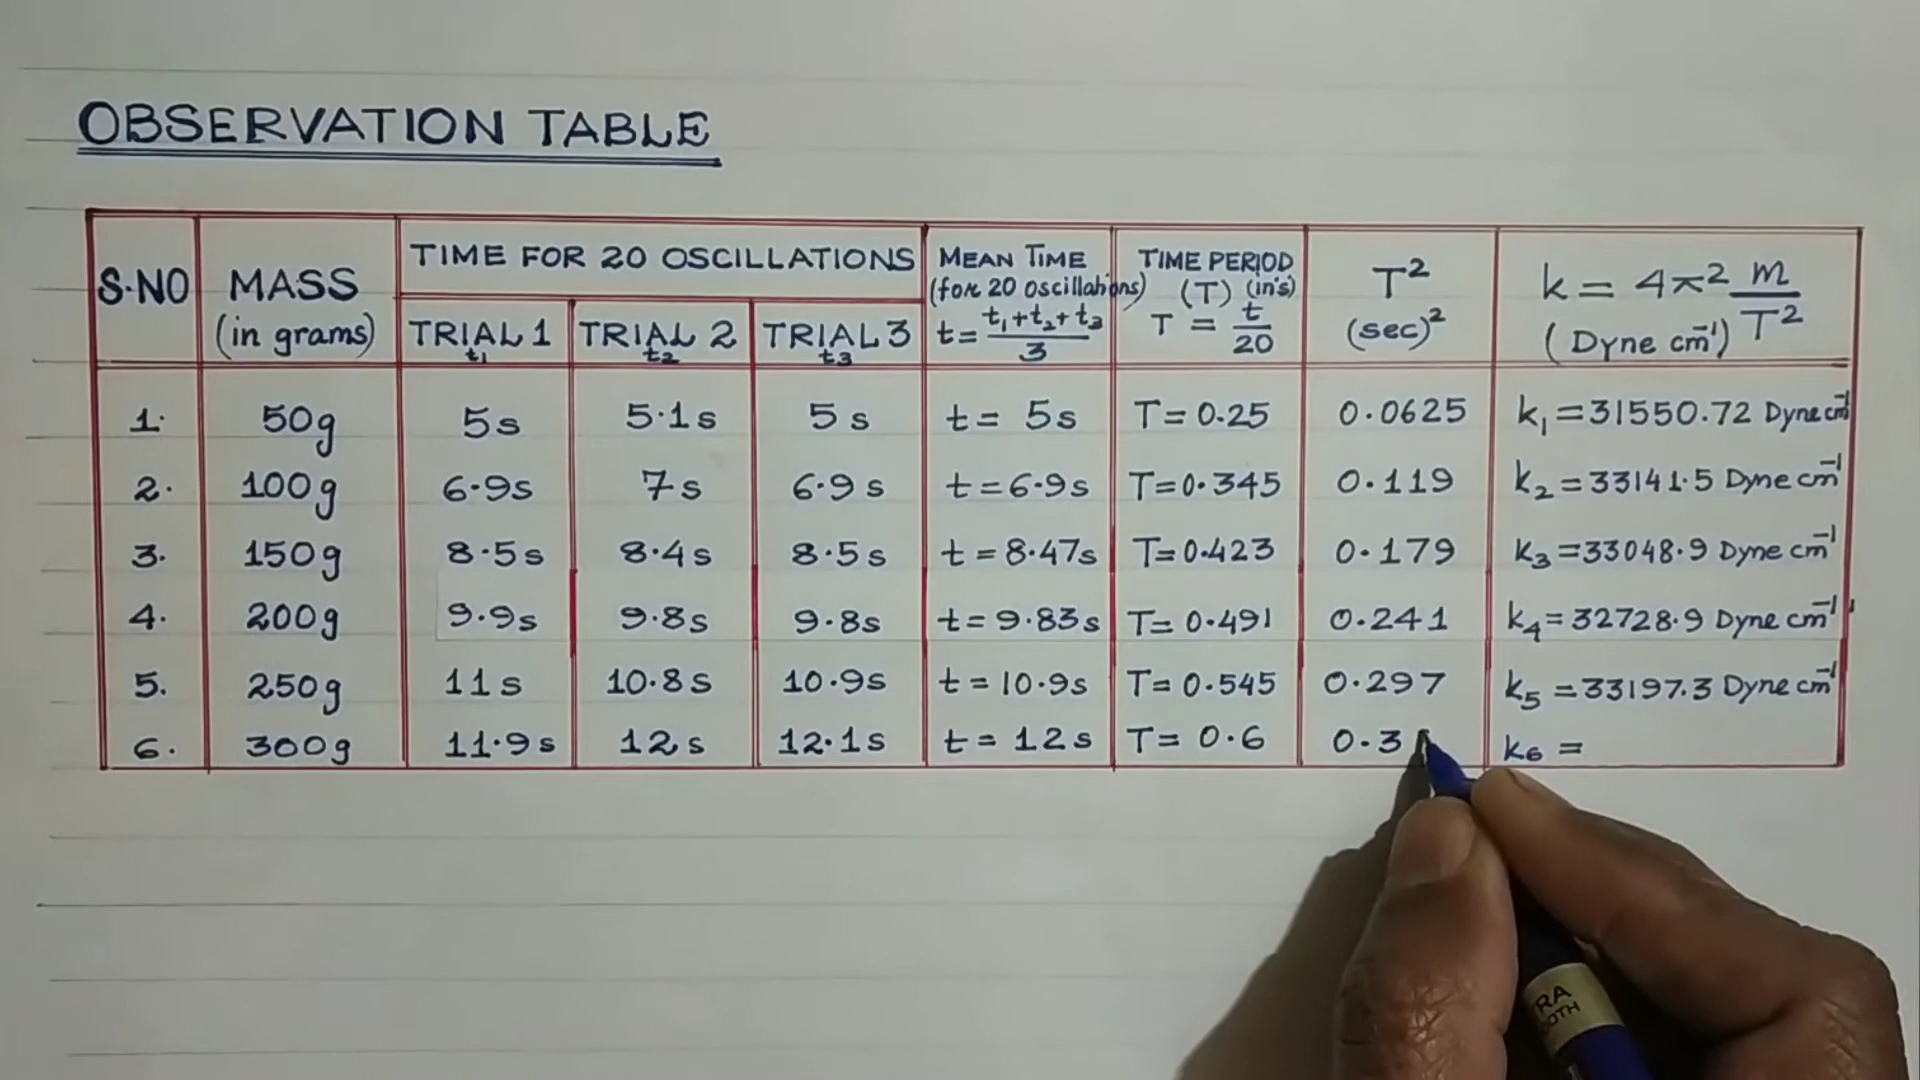 OBSERVATION TABLE
S.NO MASS (in grams) TIME FOR 20 OSCILLATIONS MEAN TIME (for 20 oscillations) t = t₁+t₂+t₃/3 TIME PERIOD (T) (in s) T = t/20 T² (sec)² k = 4π² m/T² (Dyne cm⁻¹)
TRIAL 1 t₁ TRIAL 2 t₂ TRIAL 3 t₃
1. 50g 5s 5.1s 5s t = 5s T = 0.25 0.0625 k₁ = 31550.72 Dyne cm⁻¹
2. 100g 6.9s 7s 6.9s t = 6.9s T = 0.345 0.119 k₂ = 33141.5 Dyne cm⁻¹
3. 150g 8.5s 8.4s 8.5s t = 8.47s T = 0.423 0.179 k₃ = 33048.9 Dyne cm⁻¹
4. 200g 9.9s 9.8s 9.8s t = 9.83s T = 0.491 0.241 k₄ = 32728.9 Dyne cm⁻¹
5. 250g 11s 10.8s 10.9s t = 10.9s T = 0.545 0.297 k₅ = 33197.3 Dyne cm⁻¹
6. 300g 11.9s 12s 12.1s t = 12s T = 0.6 0.3 k₆ =